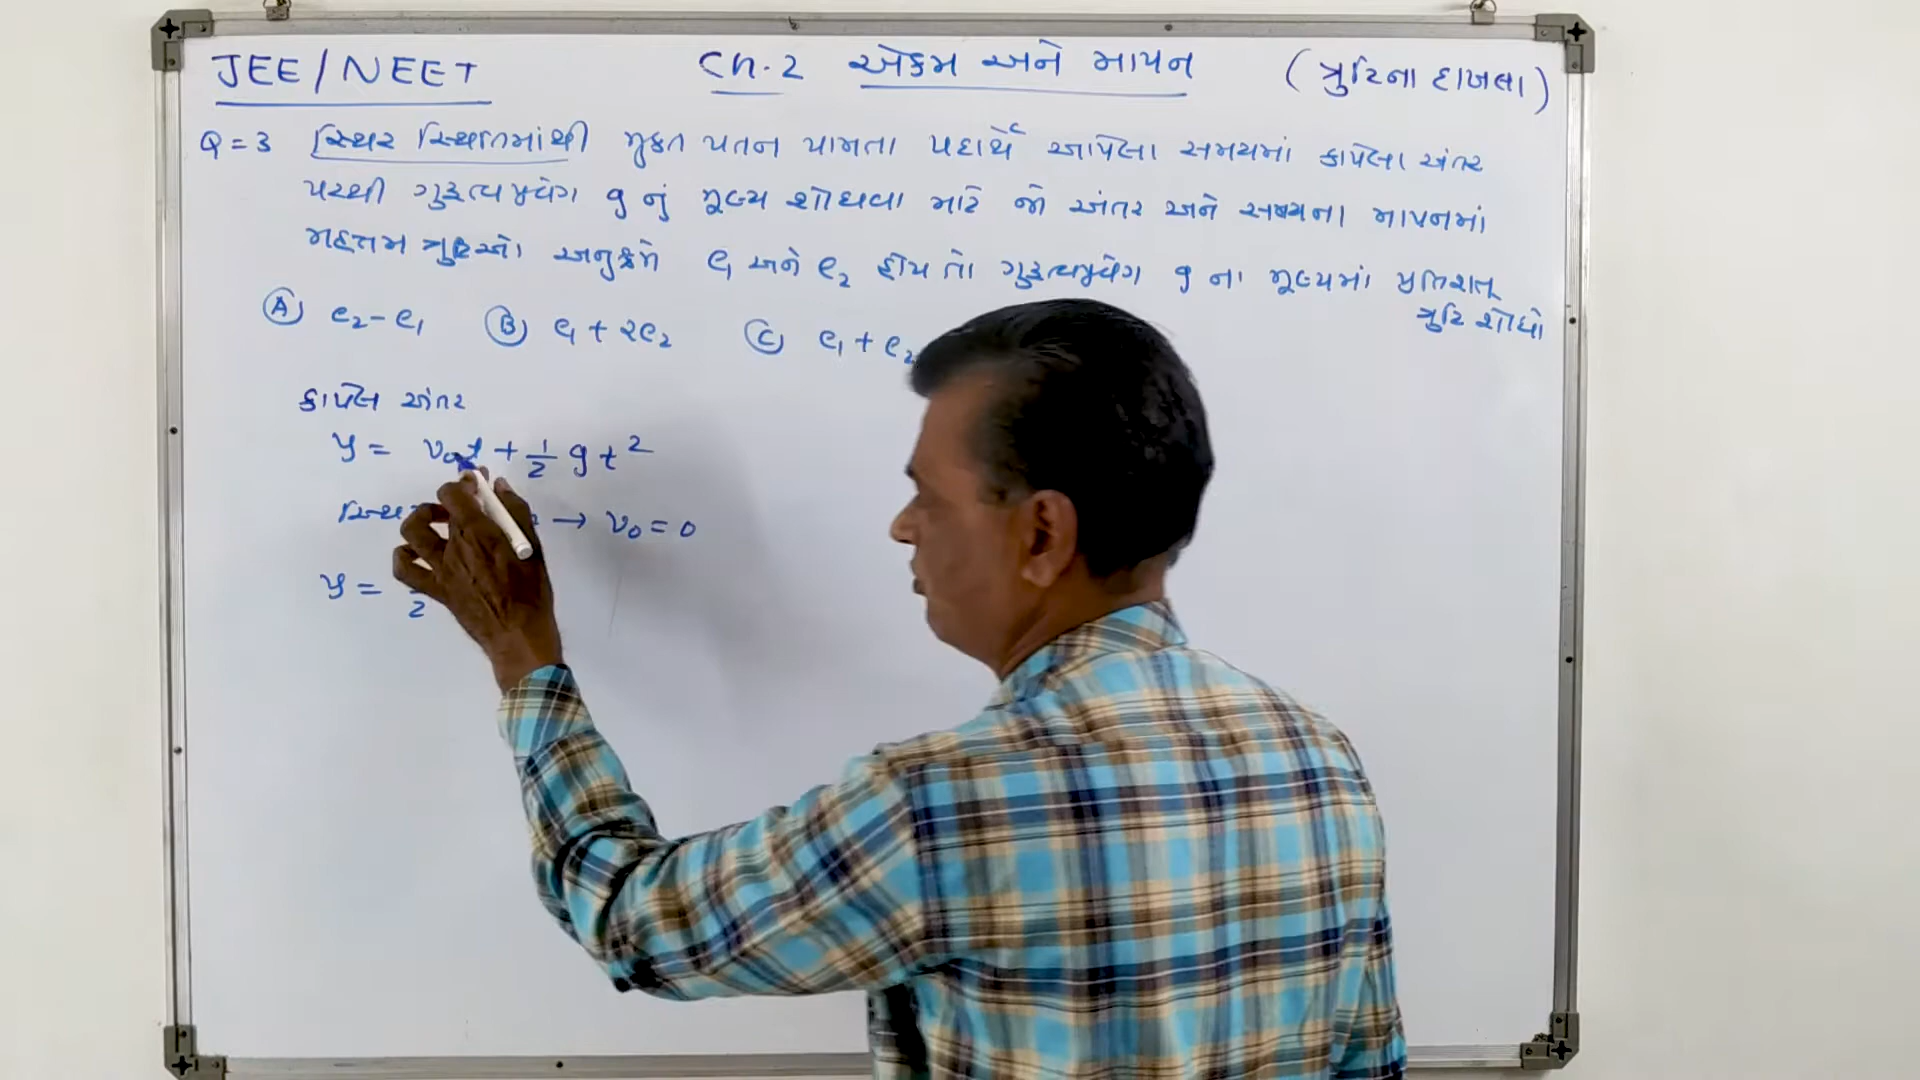 JEE/NEET Ch.2 એકમ અને માપન (ત્રુટિના દાખલા)
Q=3 સ્થિર સ્થિતિમાંથી મુક્ત પતન પામતા પદાર્થે આપેલા સમયમાં કાપેલા અંતર
પરથી ગુરુત્વપ્રવેગ g નું મૂલ્ય શોધવા માટે જો અંતર અને સમયના માપનમાં
મહત્તમ ત્રુટિઓ અનુક્રમે e₁ અને e₂ હોય તો ગુરુત્વપ્રવેગ g ના મૂલ્યમાં પ્રતિશત્
ત્રુટિ શોધો
Ⓐ e₂-e₁ Ⓑ e₁+2e₂ Ⓒ e₁+e₂
કાપેલ અંતર
y = v₀t + 1/2 g t²
→ v₀ = 0
y =
2